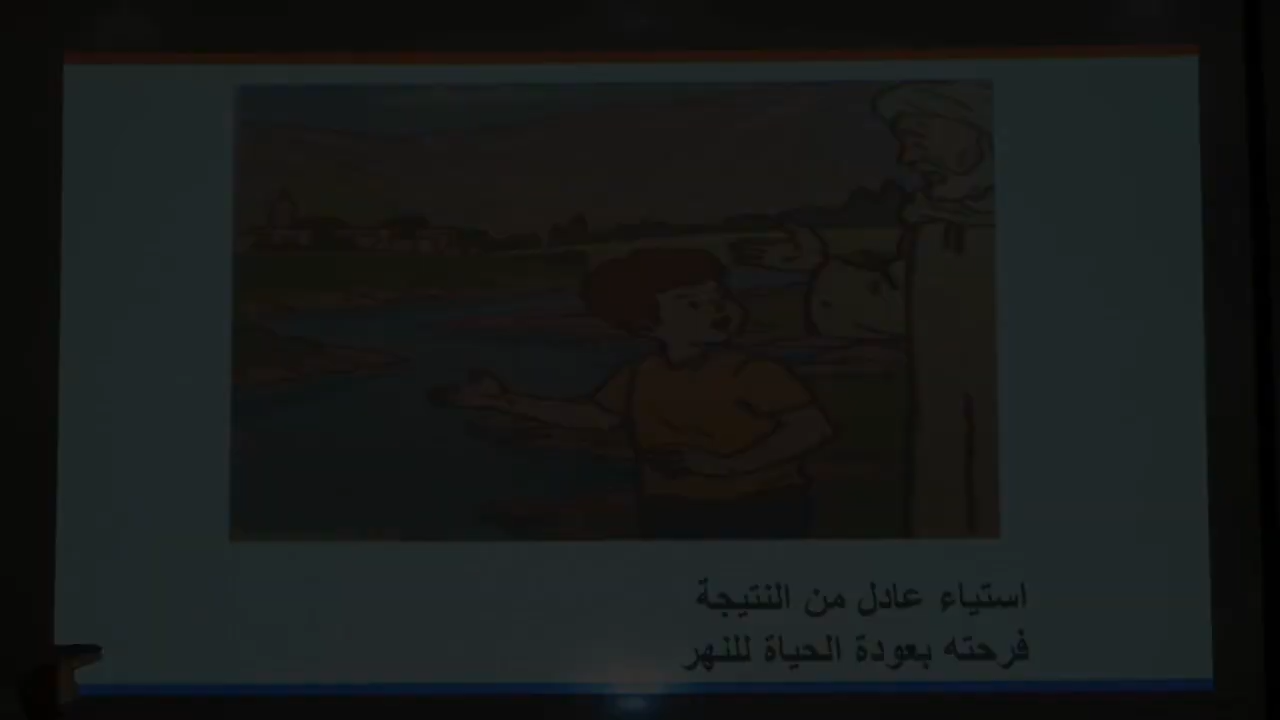 استياء عادل من النتيجة
فرحته بعودة الحياة للنهر